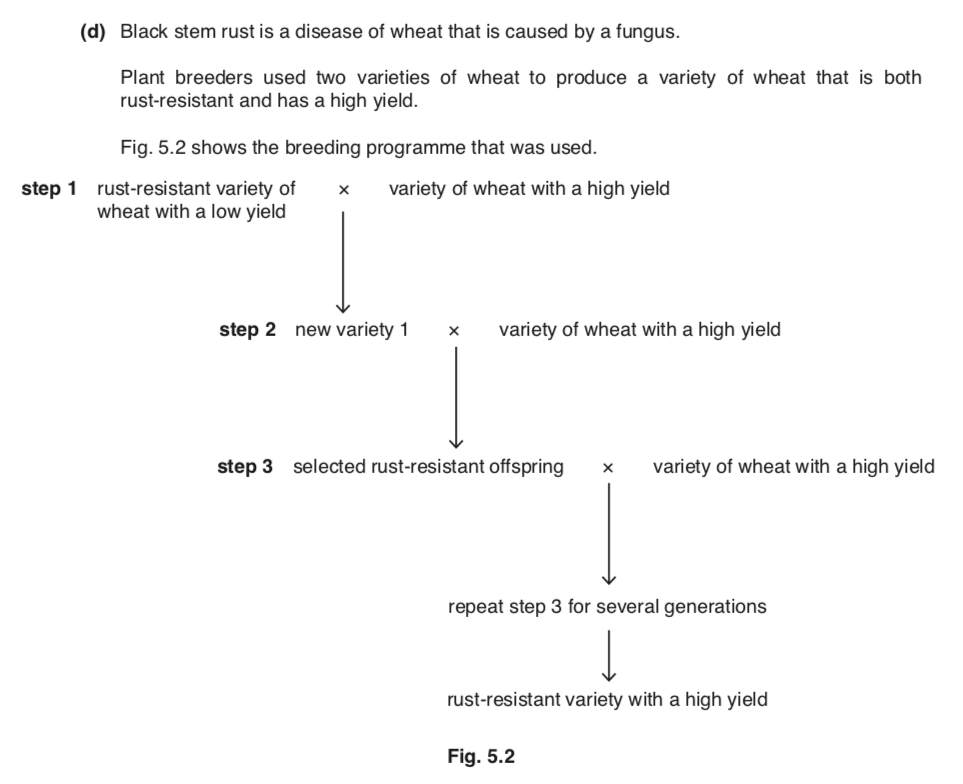 (d) Black stem rust is a disease of wheat that is caused by a fungus.
Plant breeders used two varieties of wheat to produce a variety of wheat that is both
rust-resistant and has a high yield.
Fig. 5.2 shows the breeding programme that was used.
step 1 rust-resistant variety of × variety of wheat with a high yield
wheat with a low yield
step 2 new variety 1 × variety of wheat with a high yield
step 3 selected rust-resistant offspring × variety of wheat with a high yield
repeat step 3 for several generations
rust-resistant variety with a high yield
Fig. 5.2